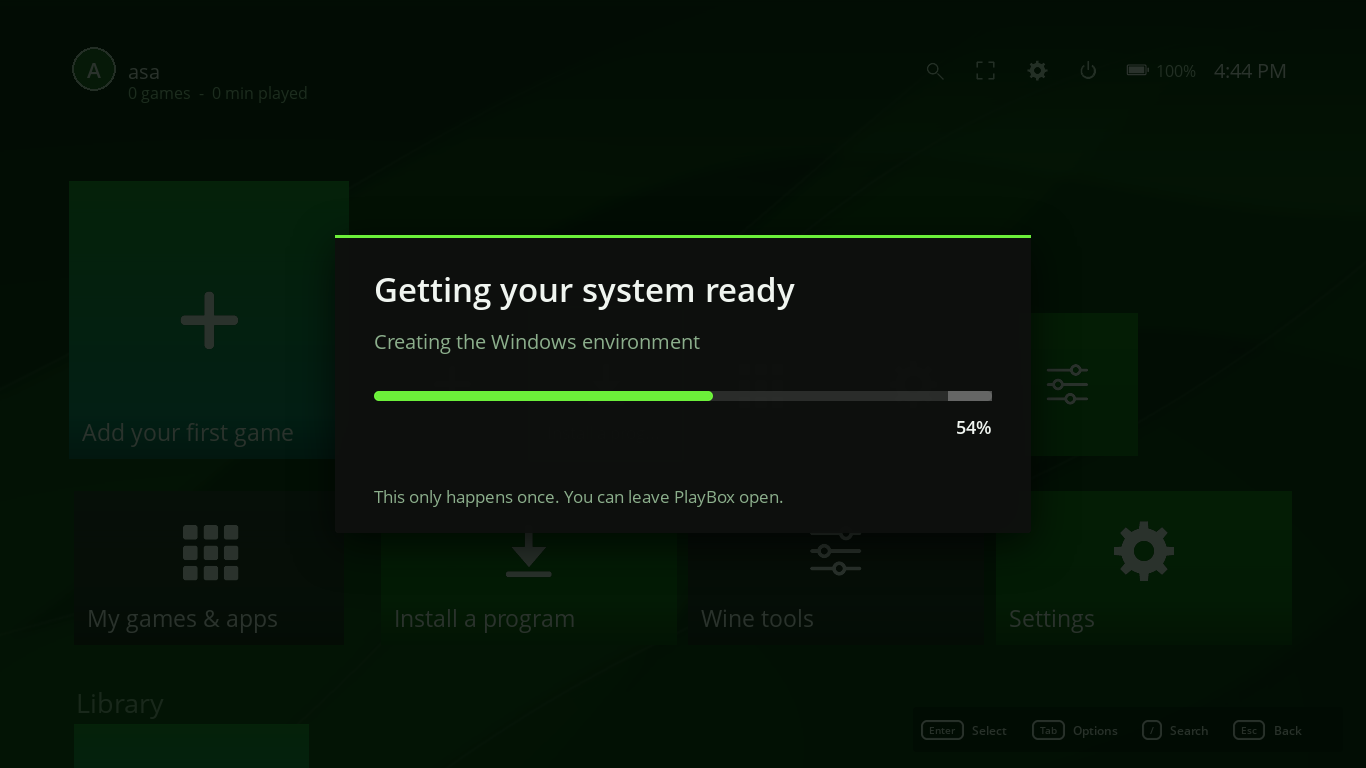 A
asa
0 games - 0 min played
100%
4:44 PM
Getting your system ready
Creating the Windows environment
54%
This only happens once. You can leave PlayBox open.
Add your first game
My games & apps
Install a program
Wine tools
Settings
Library
Enter Select
Tab Options
/ Search
Esc Back